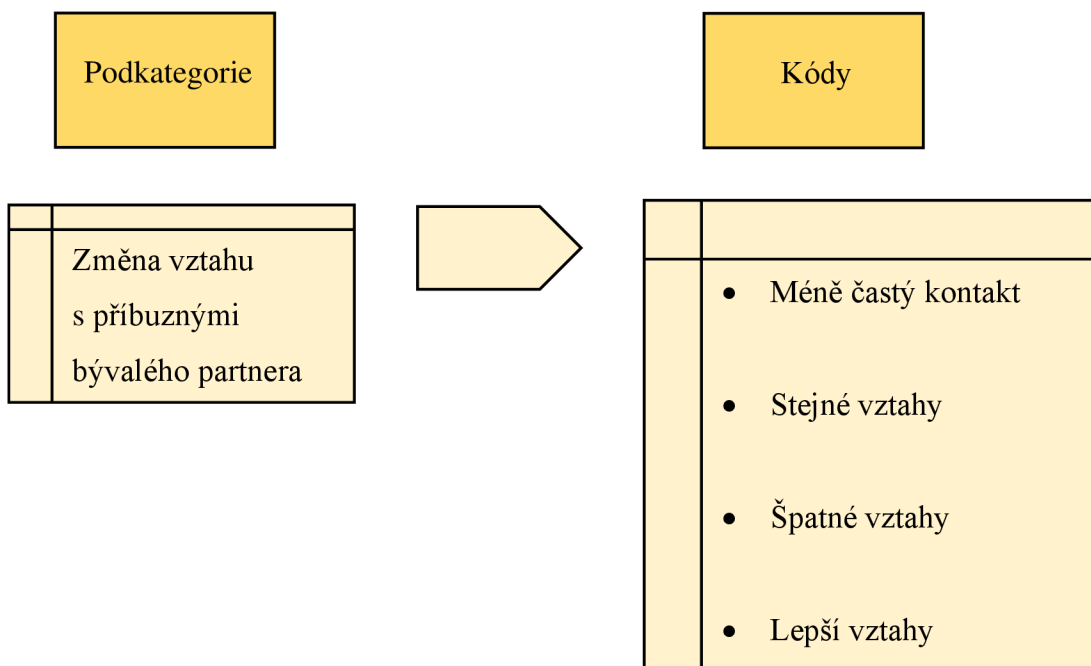 Podkategorie
Kódy
Změna vztahu
s příbuznými
bývalého partnera
• Méně častý kontakt
• Stejné vztahy
• Špatné vztahy
• Lepší vztahy